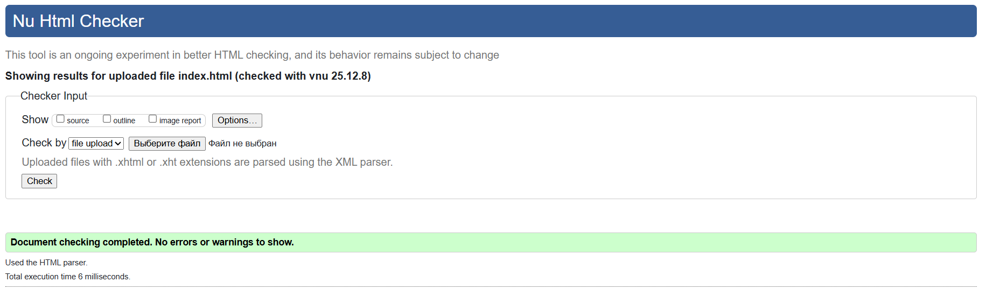 Nu Html Checker
This tool is an ongoing experiment in better HTML checking, and its behavior remains subject to change
Showing results for uploaded file index.html (checked with vnu 25.12.8)
Checker Input
Show source outline image report Options…
Check by file upload Выберите файл Файл не выбран
Uploaded files with .xhtml or .xht extensions are parsed using the XML parser.
Check
Document checking completed. No errors or warnings to show.
Used the HTML parser.
Total execution time 6 milliseconds.